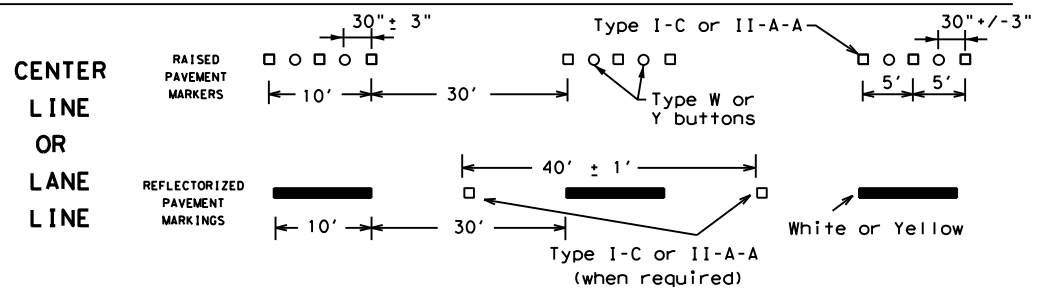 CENTER
LINE
OR
LANE
LINE
RAISED
PAVEMENT
MARKERS
30"± 3"
Type I-C or II-A-A
30"+/-3"
10'
30'
Type W or
Y buttons
5'
5'
REFLECTORIZED
PAVEMENT
MARKINGS
40' ± 1'
10'
30'
Type I-C or II-A-A
(when required)
White or Yellow